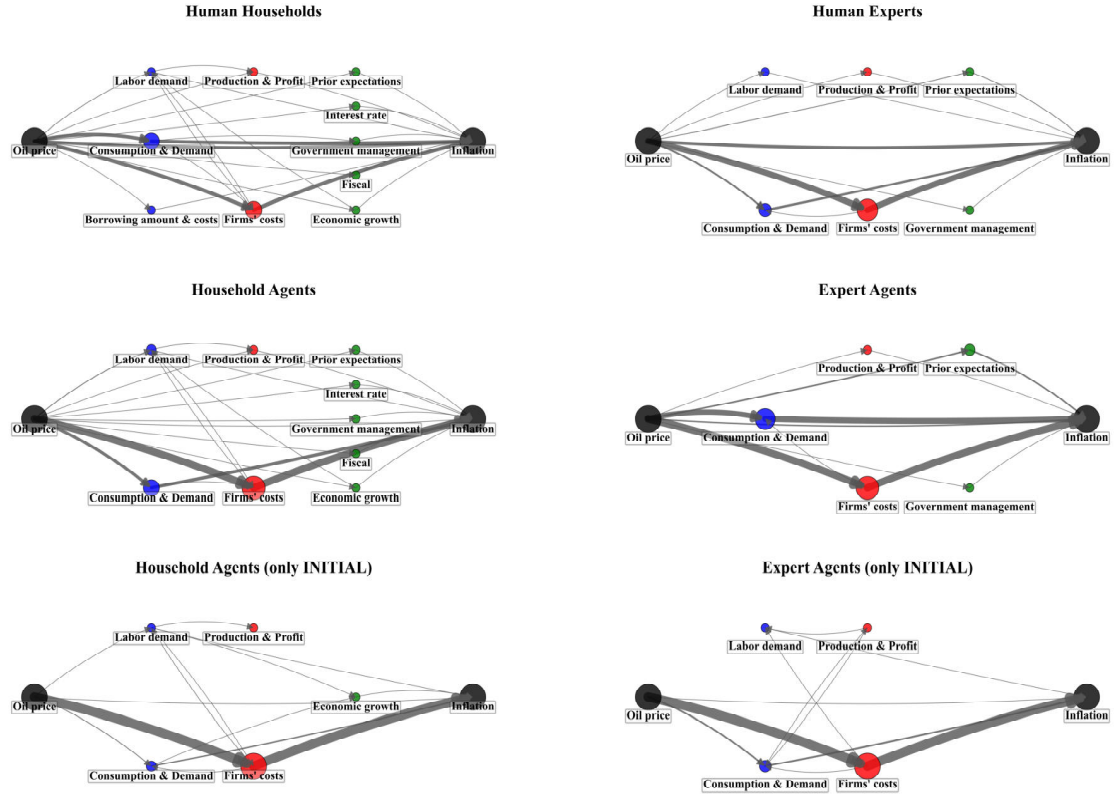 Human Households
Labor demand
Production & Profit
Prior expectations
Interest rate
Oil price
Consumption & Demand
Government management
Inflation
Fiscal
Borrowing amount & costs
Firms' costs
Economic growth
Human Experts
Labor demand
Production & Profit
Prior expectations
Oil price
Inflation
Consumption & Demand
Firms' costs
Government management
Household Agents
Labor demand
Production & Profit
Prior expectations
Interest rate
Oil price
Government management
Inflation
Fiscal
Consumption & Demand
Firms' costs
Economic growth
Expert Agents
Production & Profit
Prior expectations
Oil price
Consumption & Demand
Inflation
Firms' costs
Government management
Household Agents (only INITIAL)
Labor demand
Production & Profit
Oil price
Economic growth
Inflation
Consumption & Demand
Firms' costs
Expert Agents (only INITIAL)
Labor demand
Production & Profit
Oil price
Inflation
Consumption & Demand
Firms' costs